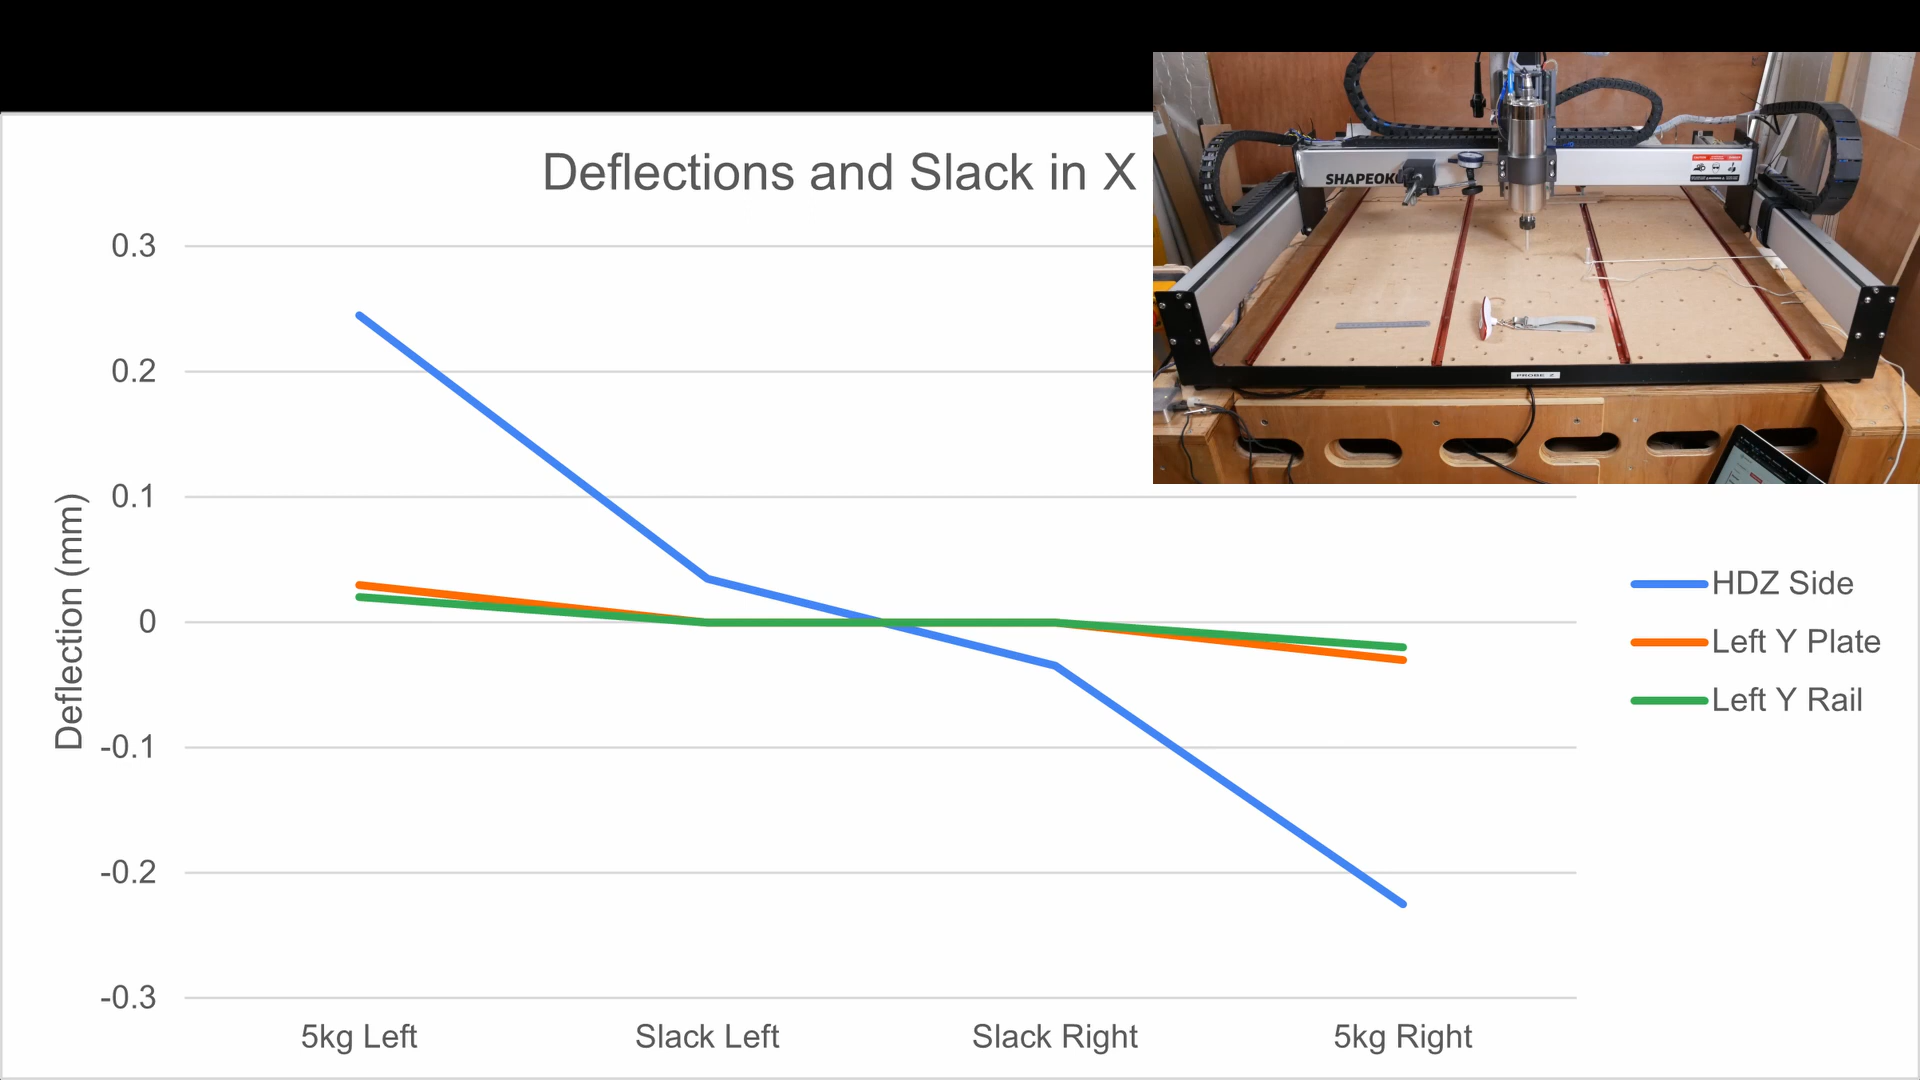 Deflections and Slack in X
SHAPEOKO
PROBE Z
0.3
0.2
0.1
0
-0.1
-0.2
-0.3
Deflection (mm)
5kg Left
Slack Left
Slack Right
5kg Right
HDZ Side
Left Y Plate
Left Y Rail